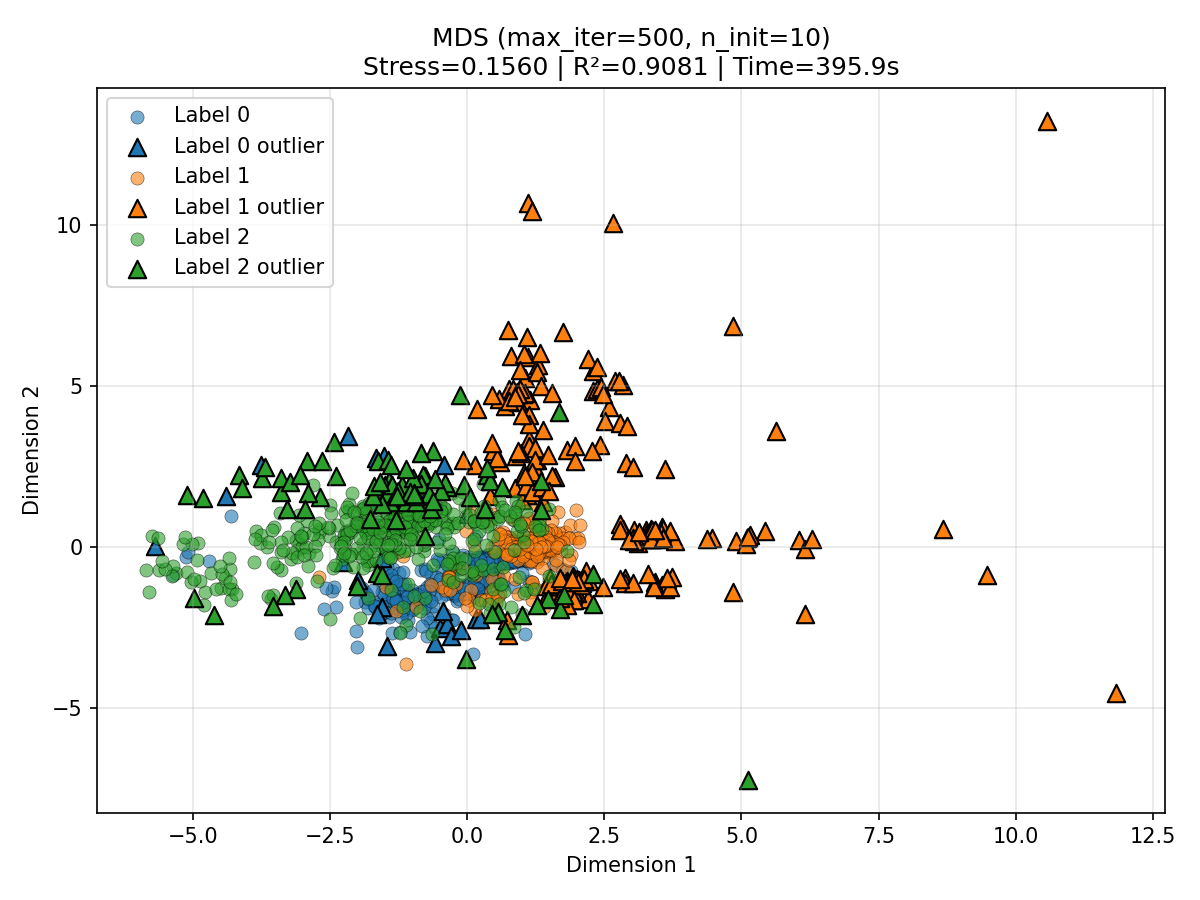 MDS (max_iter=500, n_init=10)
Stress=0.1560 | R²=0.9081 | Time=395.9s
Label 0
Label 0 outlier
Label 1
Label 1 outlier
Label 2
Label 2 outlier
Dimension 2
10
5
0
−5
−5.0
−2.5
0.0
2.5
5.0
7.5
10.0
12.5
Dimension 1